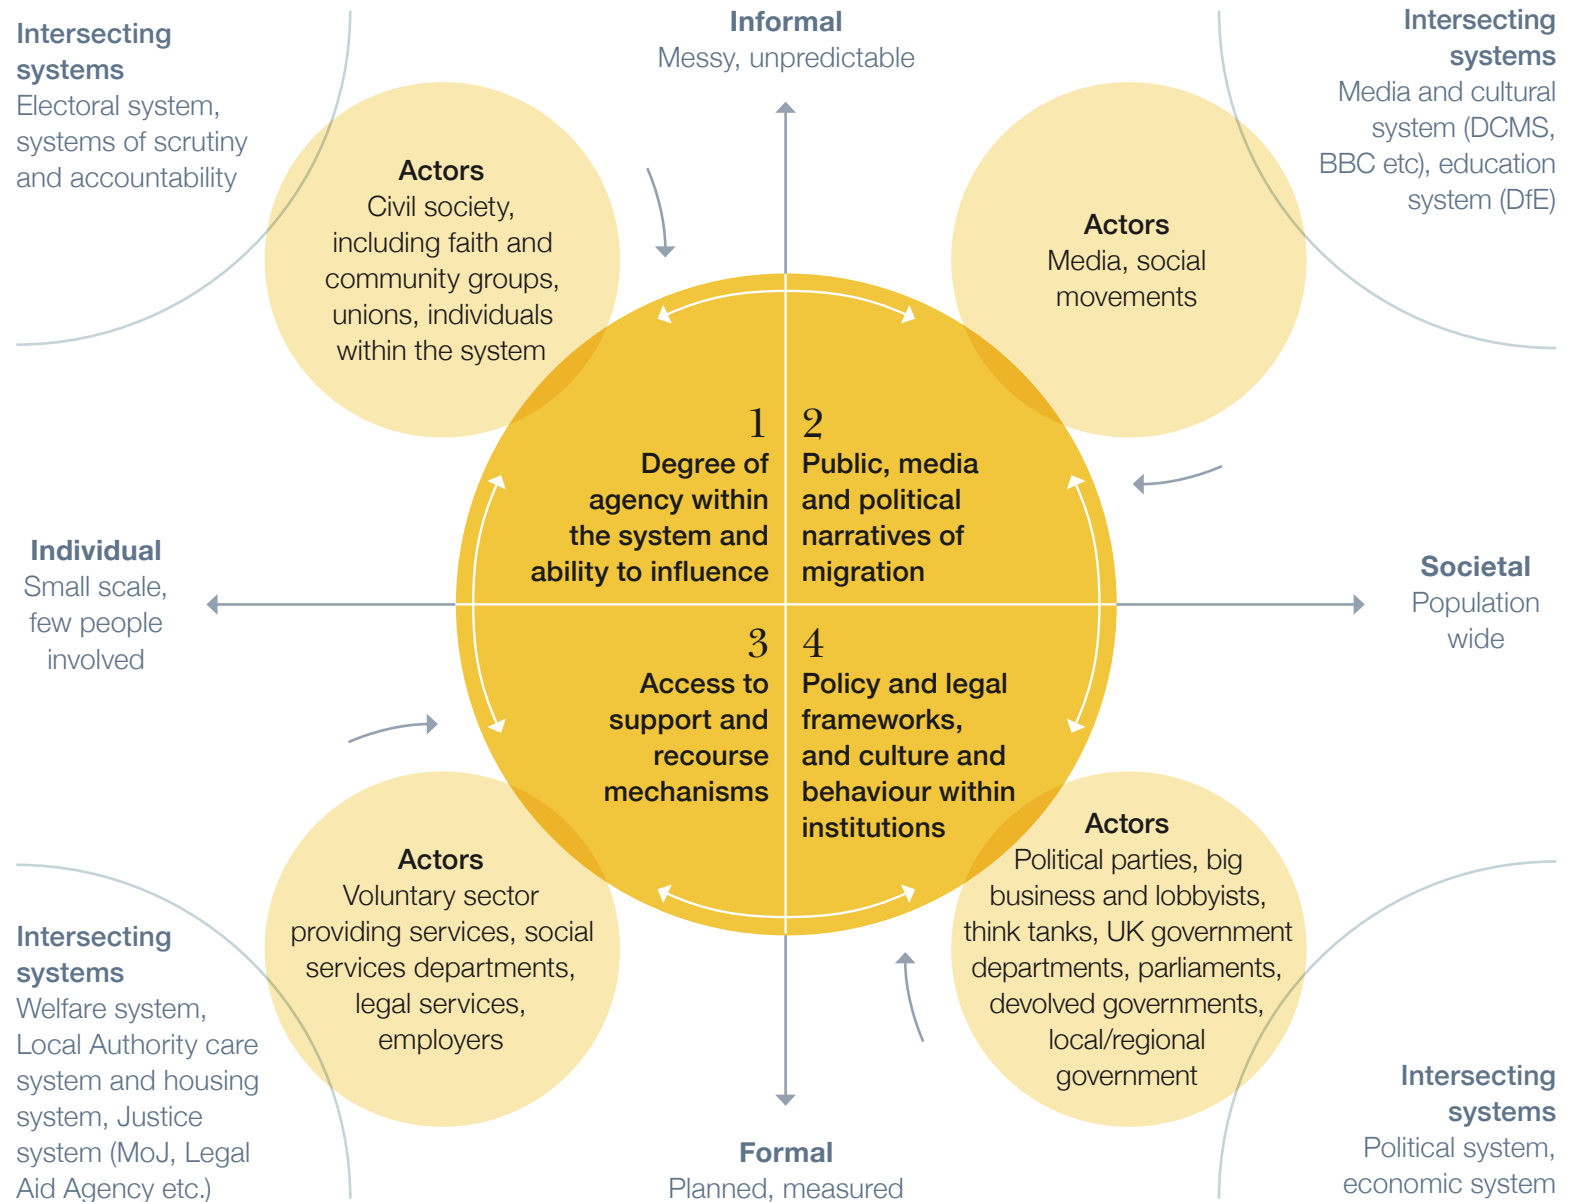 Intersecting
systems
Electoral system,
systems of scrutiny
and accountability
Informal
Messy, unpredictable
Intersecting
systems
Media and cultural
system (DCMS,
BBC etc), education
system (DfE)
Actors
Civil society,
including faith and
community groups,
unions, individuals
within the system
Actors
Media, social
movements
1
Degree of
agency within
the system and
ability to influence
2
Public, media
and political
narratives of
migration
Individual
Small scale,
few people
involved
Societal
Population
wide
3
Access to
support and
recourse
mechanisms
4
Policy and legal
frameworks,
and culture and
behaviour within
institutions
Actors
Voluntary sector
providing services, social
services departments,
legal services,
employers
Actors
Political parties, big
business and lobbyists,
think tanks, UK government
departments, parliaments,
devolved governments,
local/regional
government
Intersecting
systems
Welfare system,
Local Authority care
system and housing
system, Justice
system (MoJ, Legal
Aid Agency etc.)
Formal
Planned, measured
Intersecting
systems
Political system,
economic system